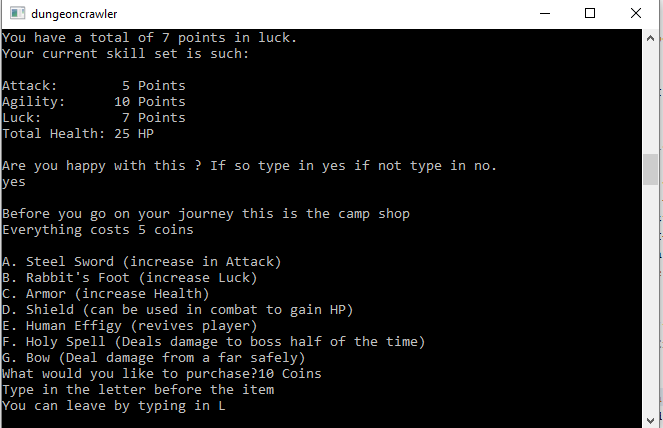 dungeoncrawler
You have a total of 7 points in luck.
Your current skill set is such:
Attack: 5 Points
Agility: 10 Points
Luck: 7 Points
Total Health: 25 HP
Are you happy with this ? If so type in yes if not type in no.
yes
Before you go on your journey this is the camp shop
Everything costs 5 coins
A. Steel Sword (increase in Attack)
B. Rabbit's Foot (increase Luck)
C. Armor (increase Health)
D. Shield (can be used in combat to gain HP)
E. Human Effigy (revives player)
F. Holy Spell (Deals damage to boss half of the time)
G. Bow (Deal damage from a far safely)
What would you like to purchase?10 Coins
Type in the letter before the item
You can leave by typing in L